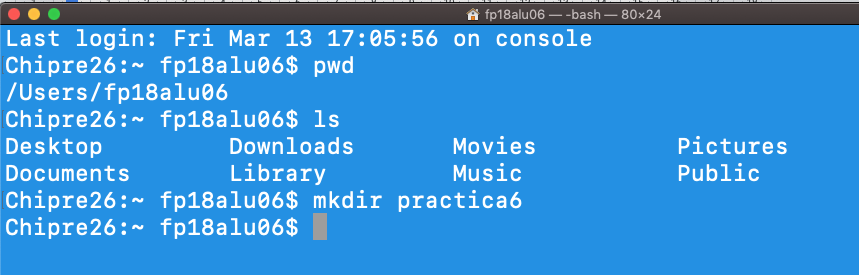 fp18alu06 — -bash — 80×24
Last login: Fri Mar 13 17:05:56 on console
Chipre26:~ fp18alu06$ pwd
/Users/fp18alu06
Chipre26:~ fp18alu06$ ls
Desktop Downloads Movies Pictures
Documents Library Music Public
Chipre26:~ fp18alu06$ mkdir practica6
Chipre26:~ fp18alu06$